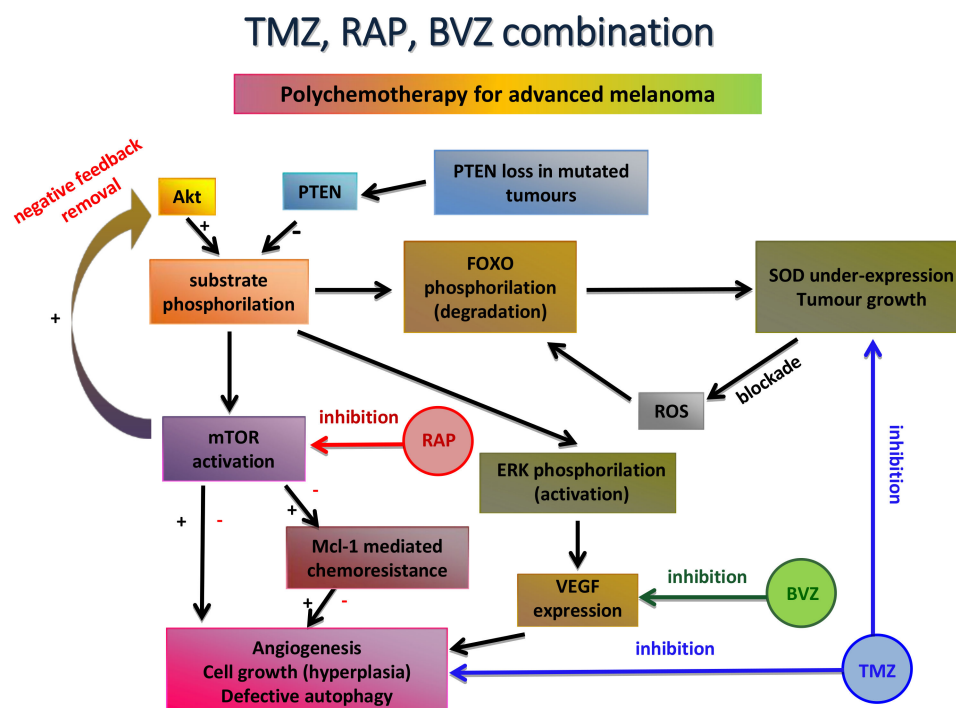 TMZ, RAP, BVZ combination
Polychemotherapy for advanced melanoma
negative feedback
removal
Akt
PTEN
PTEN loss in mutated
tumours
+
-
substrate
phosphorilation
FOXO
phosphorilation
(degradation)
SOD under-expression
Tumour growth
+
blockade
ROS
inhibition
RAP
mTOR
activation
inhibition
ERK phosphorilation
(activation)
+
-
+
-
Mcl-1 mediated
chemoresistance
VEGF
expression
inhibition
BVZ
+
-
Angiogenesis
Cell growth (hyperplasia)
Defective autophagy
inhibition
TMZ